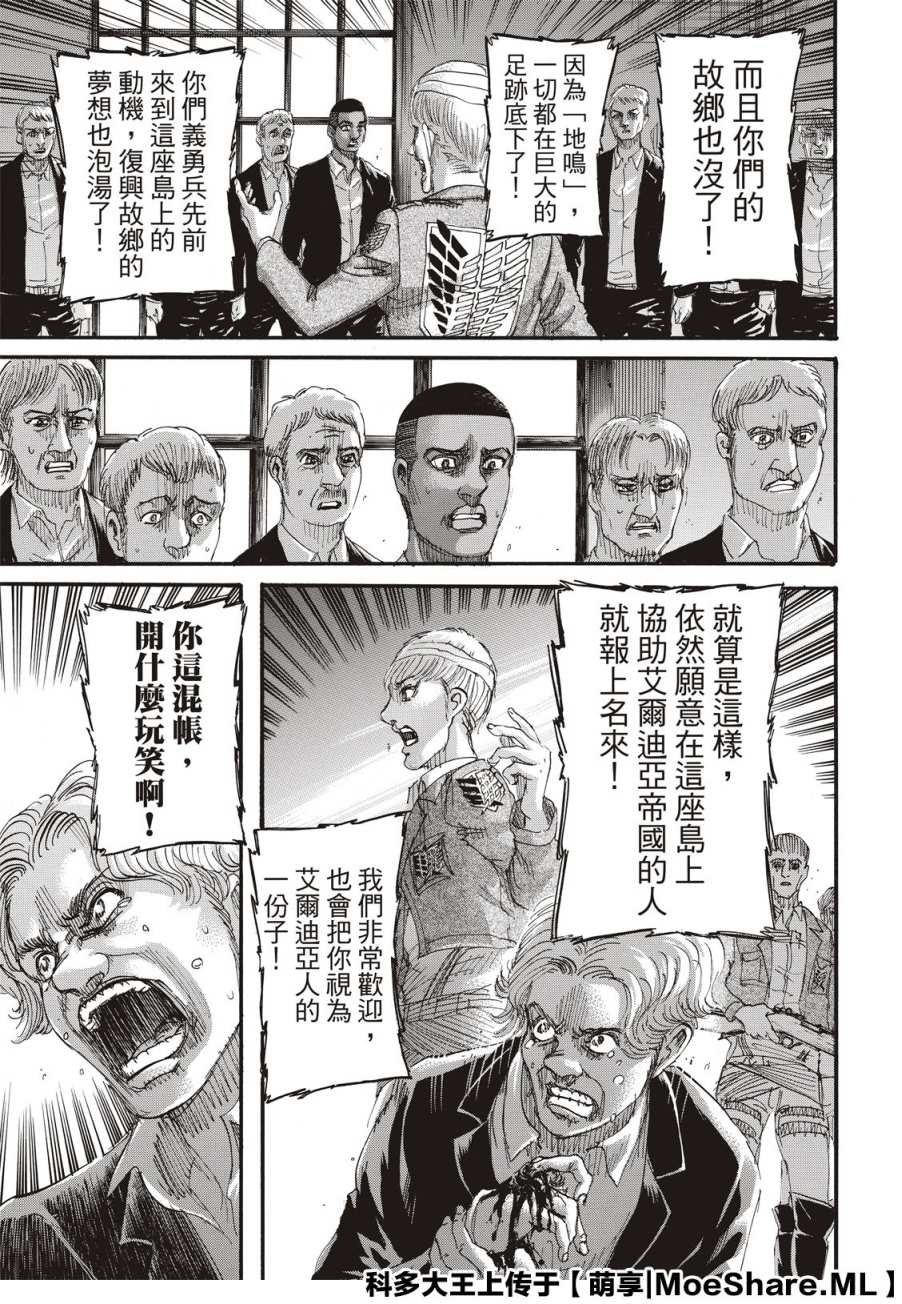 而且你們的
故鄉也沒了！
因為「地鳴」，
一切都在巨大的
足跡底下了！
你們義勇兵先前
來到這座島上的
動機，復興故鄉的
夢想也泡湯了！
就算是這樣，
依然願意在這座島上
協助艾爾迪亞帝國的人
就報上名來！
我們非常歡迎，
也會把你視為
艾爾迪亞人的
一份子！
你這混帳，
開什麼玩笑啊！
科多大王上传于【萌享|MoeShare.ML】